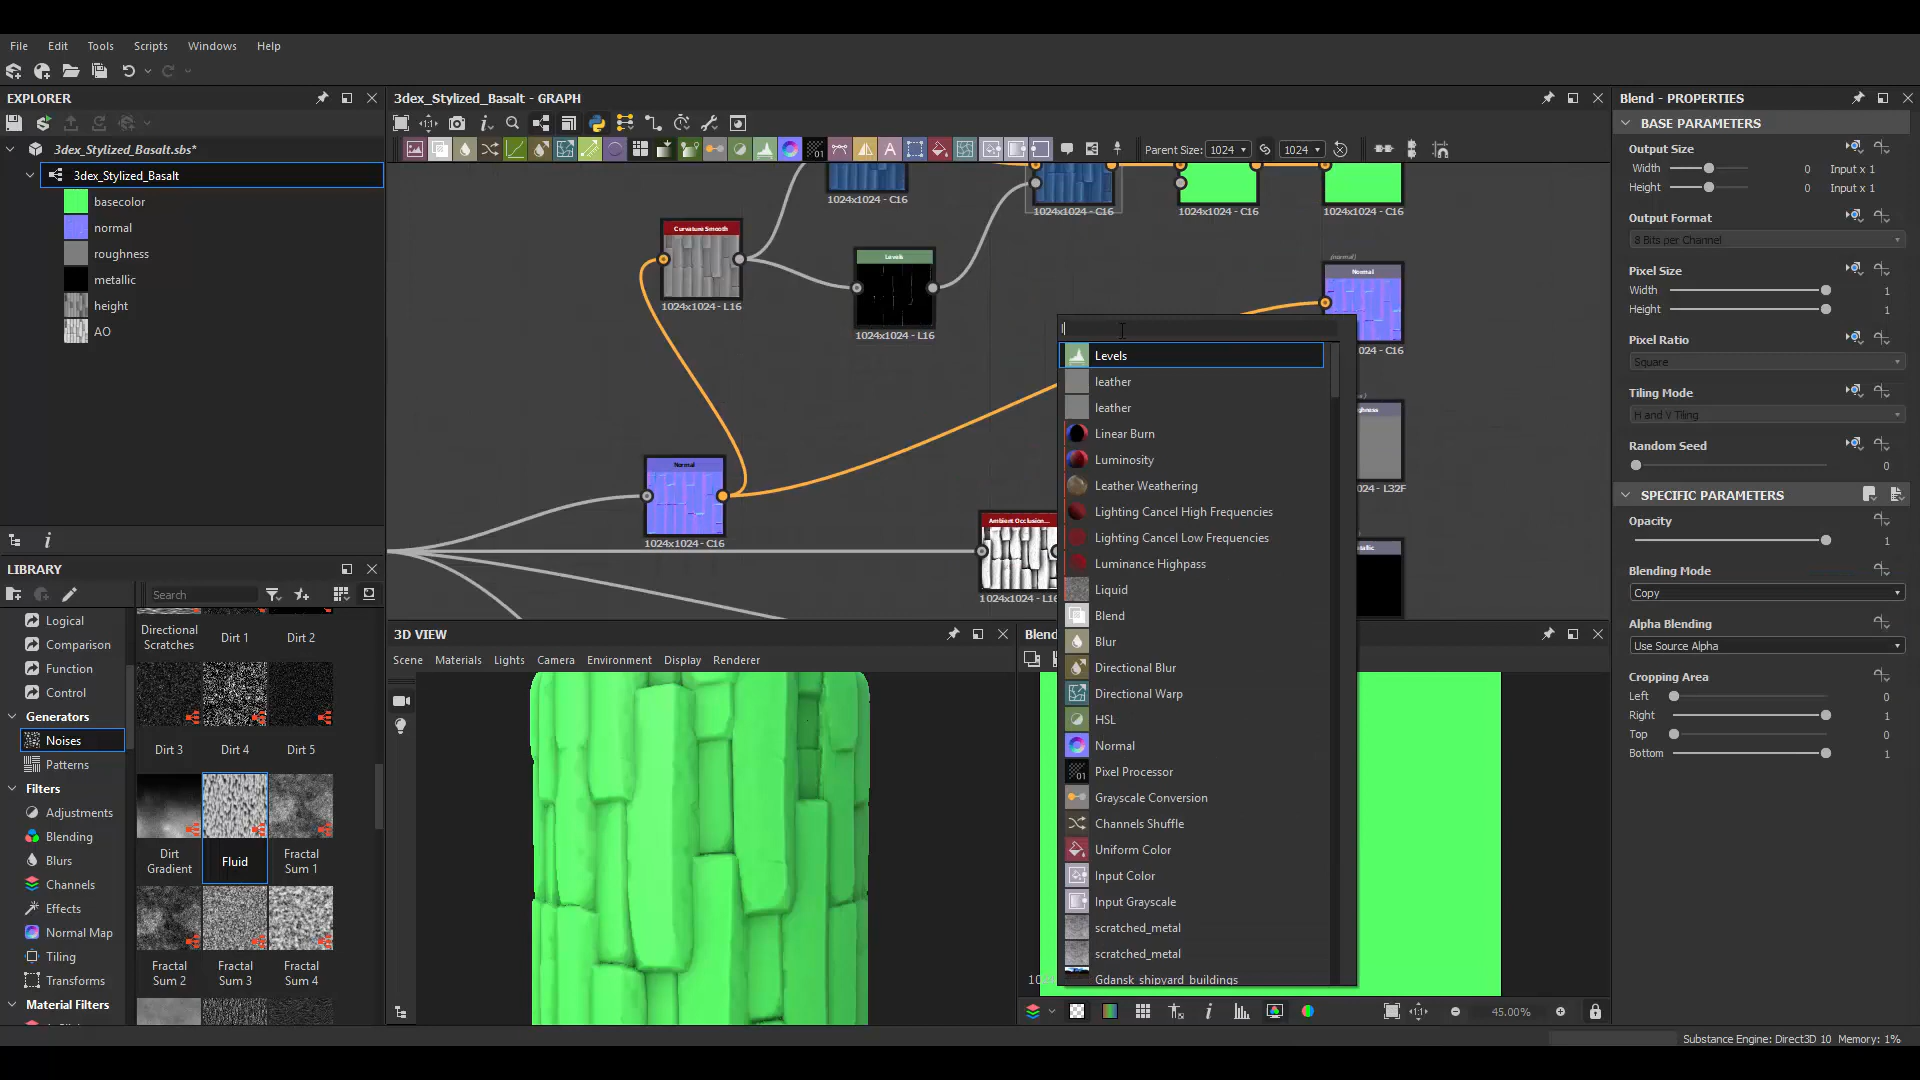 File Edit Tools Scripts Windows Help
EXPLORER
3dex_Stylized_Basalt.sbs*
3dex_Stylized_Basalt
basecolor
normal
roughness
metallic
height
AO
LIBRARY
Search
Logical
Comparison
Function
Control
Generators
Noises
Patterns
Filters
Adjustments
Blending
Blurs
Channels
Effects
Normal Map
Tiling
Transforms
Material Filters
Directional Scratches
Dirt 1
Dirt 2
Dirt 3
Dirt 4
Dirt 5
Dirt Gradient
Fluid
Fractal Sum 1
Fractal Sum 2
Fractal Sum 3
Fractal Sum 4
3dex_Stylized_Basalt - GRAPH
Parent Size: 1024 1024
1024x1024 - C16
1024x1024 - C16
1024x1024 - C16
1024x1024 - C16
Curvature Smooth
1024x1024 - L16
Levels
1024x1024 - L16
(normal)
Normal
- C16
Normal
1024x1024 - C16
Ambient Occlusion...
1024x1024 - L16
024 - L32F
l
Levels
leather
leather
Linear Burn
Luminosity
Leather Weathering
Lighting Cancel High Frequencies
Lighting Cancel Low Frequencies
Luminance Highpass
Liquid
Blend
Blur
Directional Blur
Directional Warp
HSL
Normal
Pixel Processor
Grayscale Conversion
Channels Shuffle
Uniform Color
Input Color
Input Grayscale
scratched_metal
scratched_metal
Gdansk_shipyard_buildings
3D VIEW
Scene Materials Lights Camera Environment Display Renderer
Blend
45.00%
Blend - PROPERTIES
BASE PARAMETERS
Output Size
Width 0 Input x 1
Height 0 Input x 1
Output Format
8 Bits per Channel
Pixel Size
Width 1
Height 1
Pixel Ratio
Square
Tiling Mode
H and V Tiling
Random Seed
0
SPECIFIC PARAMETERS
Opacity
1
Blending Mode
Copy
Alpha Blending
Use Source Alpha
Cropping Area
Left 0
Right 1
Top 0
Bottom 1
Substance Engine: Direct3D 10 Memory: 1%